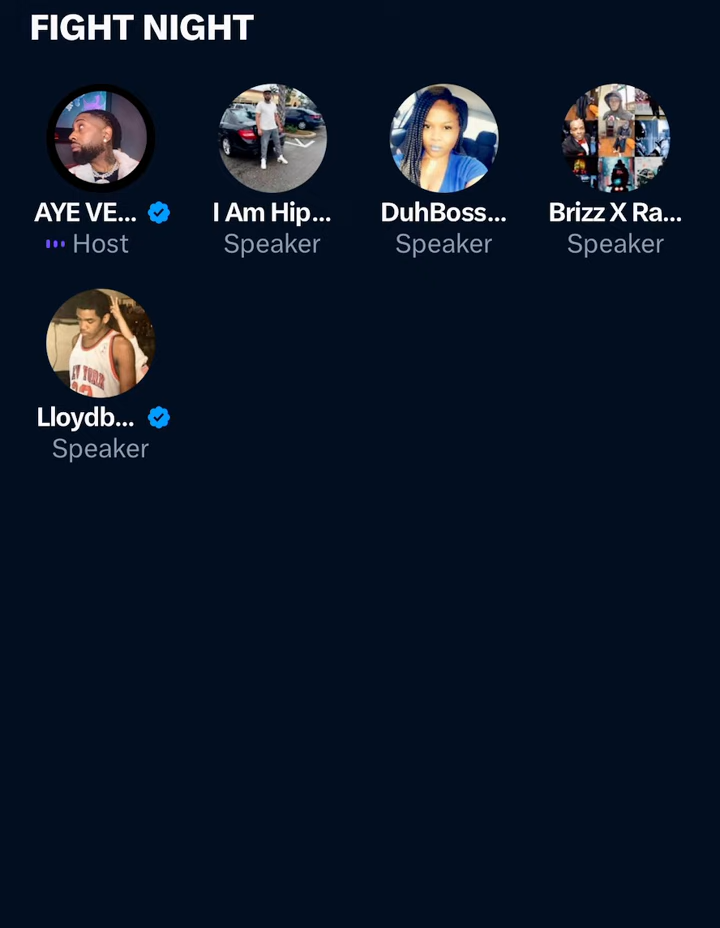 FIGHT NIGHT
AYE VE... I Am Hip... DuhBoss... Brizz X Ra...
Host Speaker Speaker Speaker
Lloydb...
Speaker